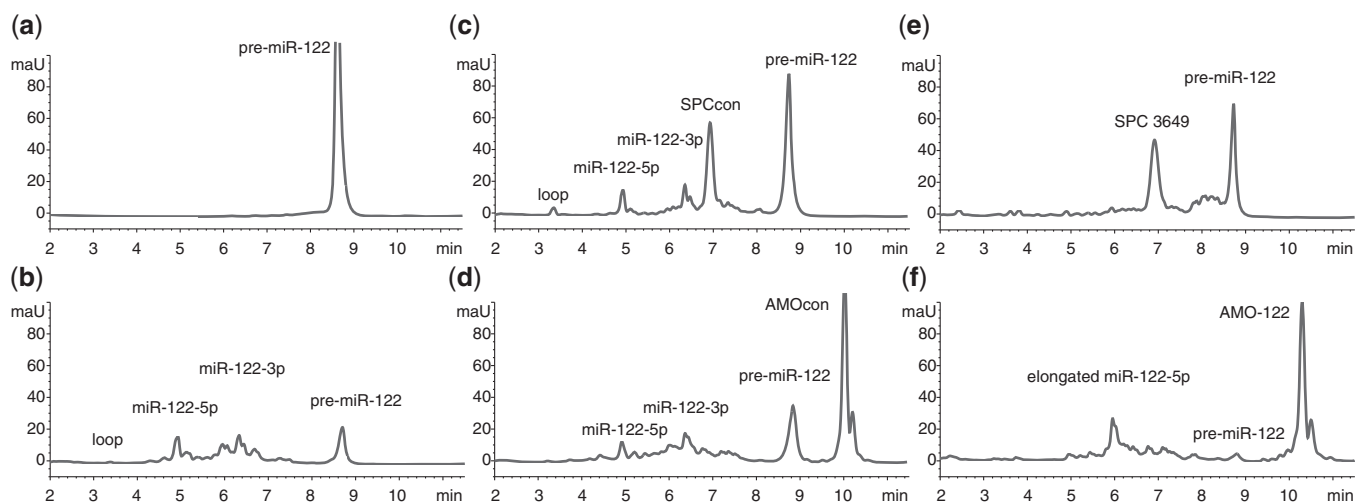 (a)
maU
80
60
40
20
0
pre-miR-122
2 3 4 5 6 7 8 9 10 min
(b)
maU
80
60
40
20
0
miR-122-3p
miR-122-5p
pre-miR-122
loop
2 3 4 5 6 7 8 9 10 min
(c)
maU
80
60
40
20
0
pre-miR-122
SPCcon
miR-122-3p
miR-122-5p
loop
2 3 4 5 6 7 8 9 10 min
(d)
maU
80
60
40
20
0
AMOcon
pre-miR-122
miR-122-3p
miR-122-5p
2 3 4 5 6 7 8 9 10 min
(e)
maU
80
60
40
20
0
pre-miR-122
SPC 3649
2 3 4 5 6 7 8 9 10 min
(f)
maU
80
60
40
20
0
AMO-122
elongated miR-122-5p
pre-miR-122
2 3 4 5 6 7 8 9 10 min